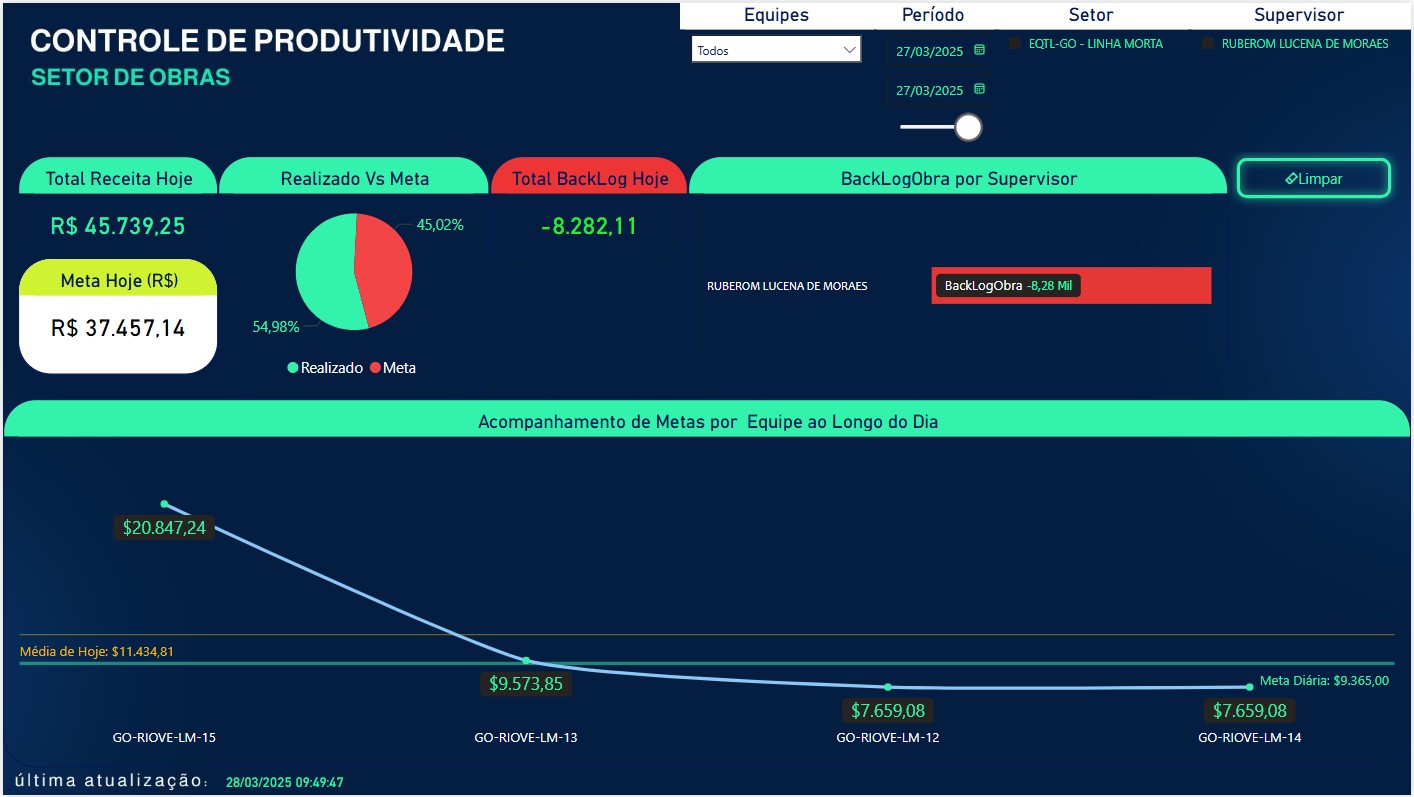 CONTROLE DE PRODUTIVIDADE
SETOR DE OBRAS
Equipes
Período
Setor
Supervisor
Todos
27/03/2025
27/03/2025
EQTL-GO - LINHA MORTA
RUBEROM LUCENA DE MORAES
Total Receita Hoje
R$ 45.739,25
Meta Hoje (R$)
R$ 37.457,14
Realizado Vs Meta
45,02%
54,98%
Realizado
Meta
Total BackLog Hoje
-8.282,11
BackLogObra por Supervisor
RUBEROM LUCENA DE MORAES
BackLogObra -8,28 Mil
Limpar
Acompanhamento de Metas por Equipe ao Longo do Dia
$20.847,24
Média de Hoje: $11.434,81
$9.573,85
Meta Diária: $9.365,00
$7.659,08
$7.659,08
GO-RIOVE-LM-15
GO-RIOVE-LM-13
GO-RIOVE-LM-12
GO-RIOVE-LM-14
última atualização: 28/03/2025 09:49:47